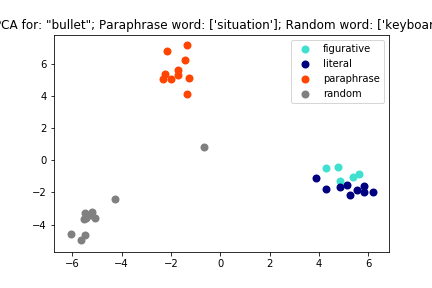 PCA for: "bullet"; Paraphrase word: ['situation']; Random word: ['keyboar
figurative
literal
paraphrase
random
6
4
2
0
−2
−4
−6
−4
−2
0
2
4
6